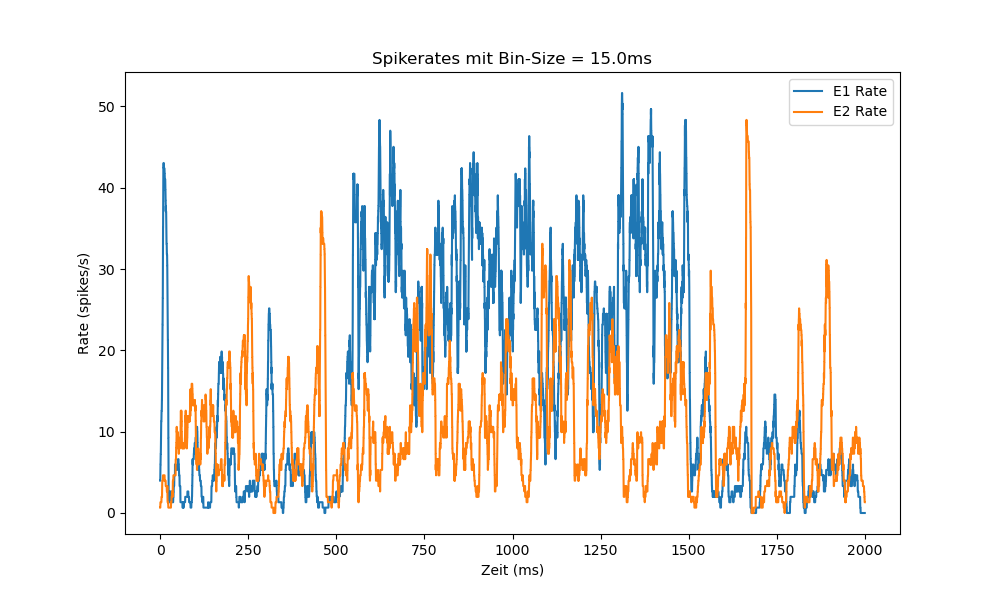 Spikerates mit Bin-Size = 15.0ms
E1 Rate
E2 Rate
50
40
30
20
10
0
Rate (spikes/s)
0 250 500 750 1000 1250 1500 1750 2000
Zeit (ms)